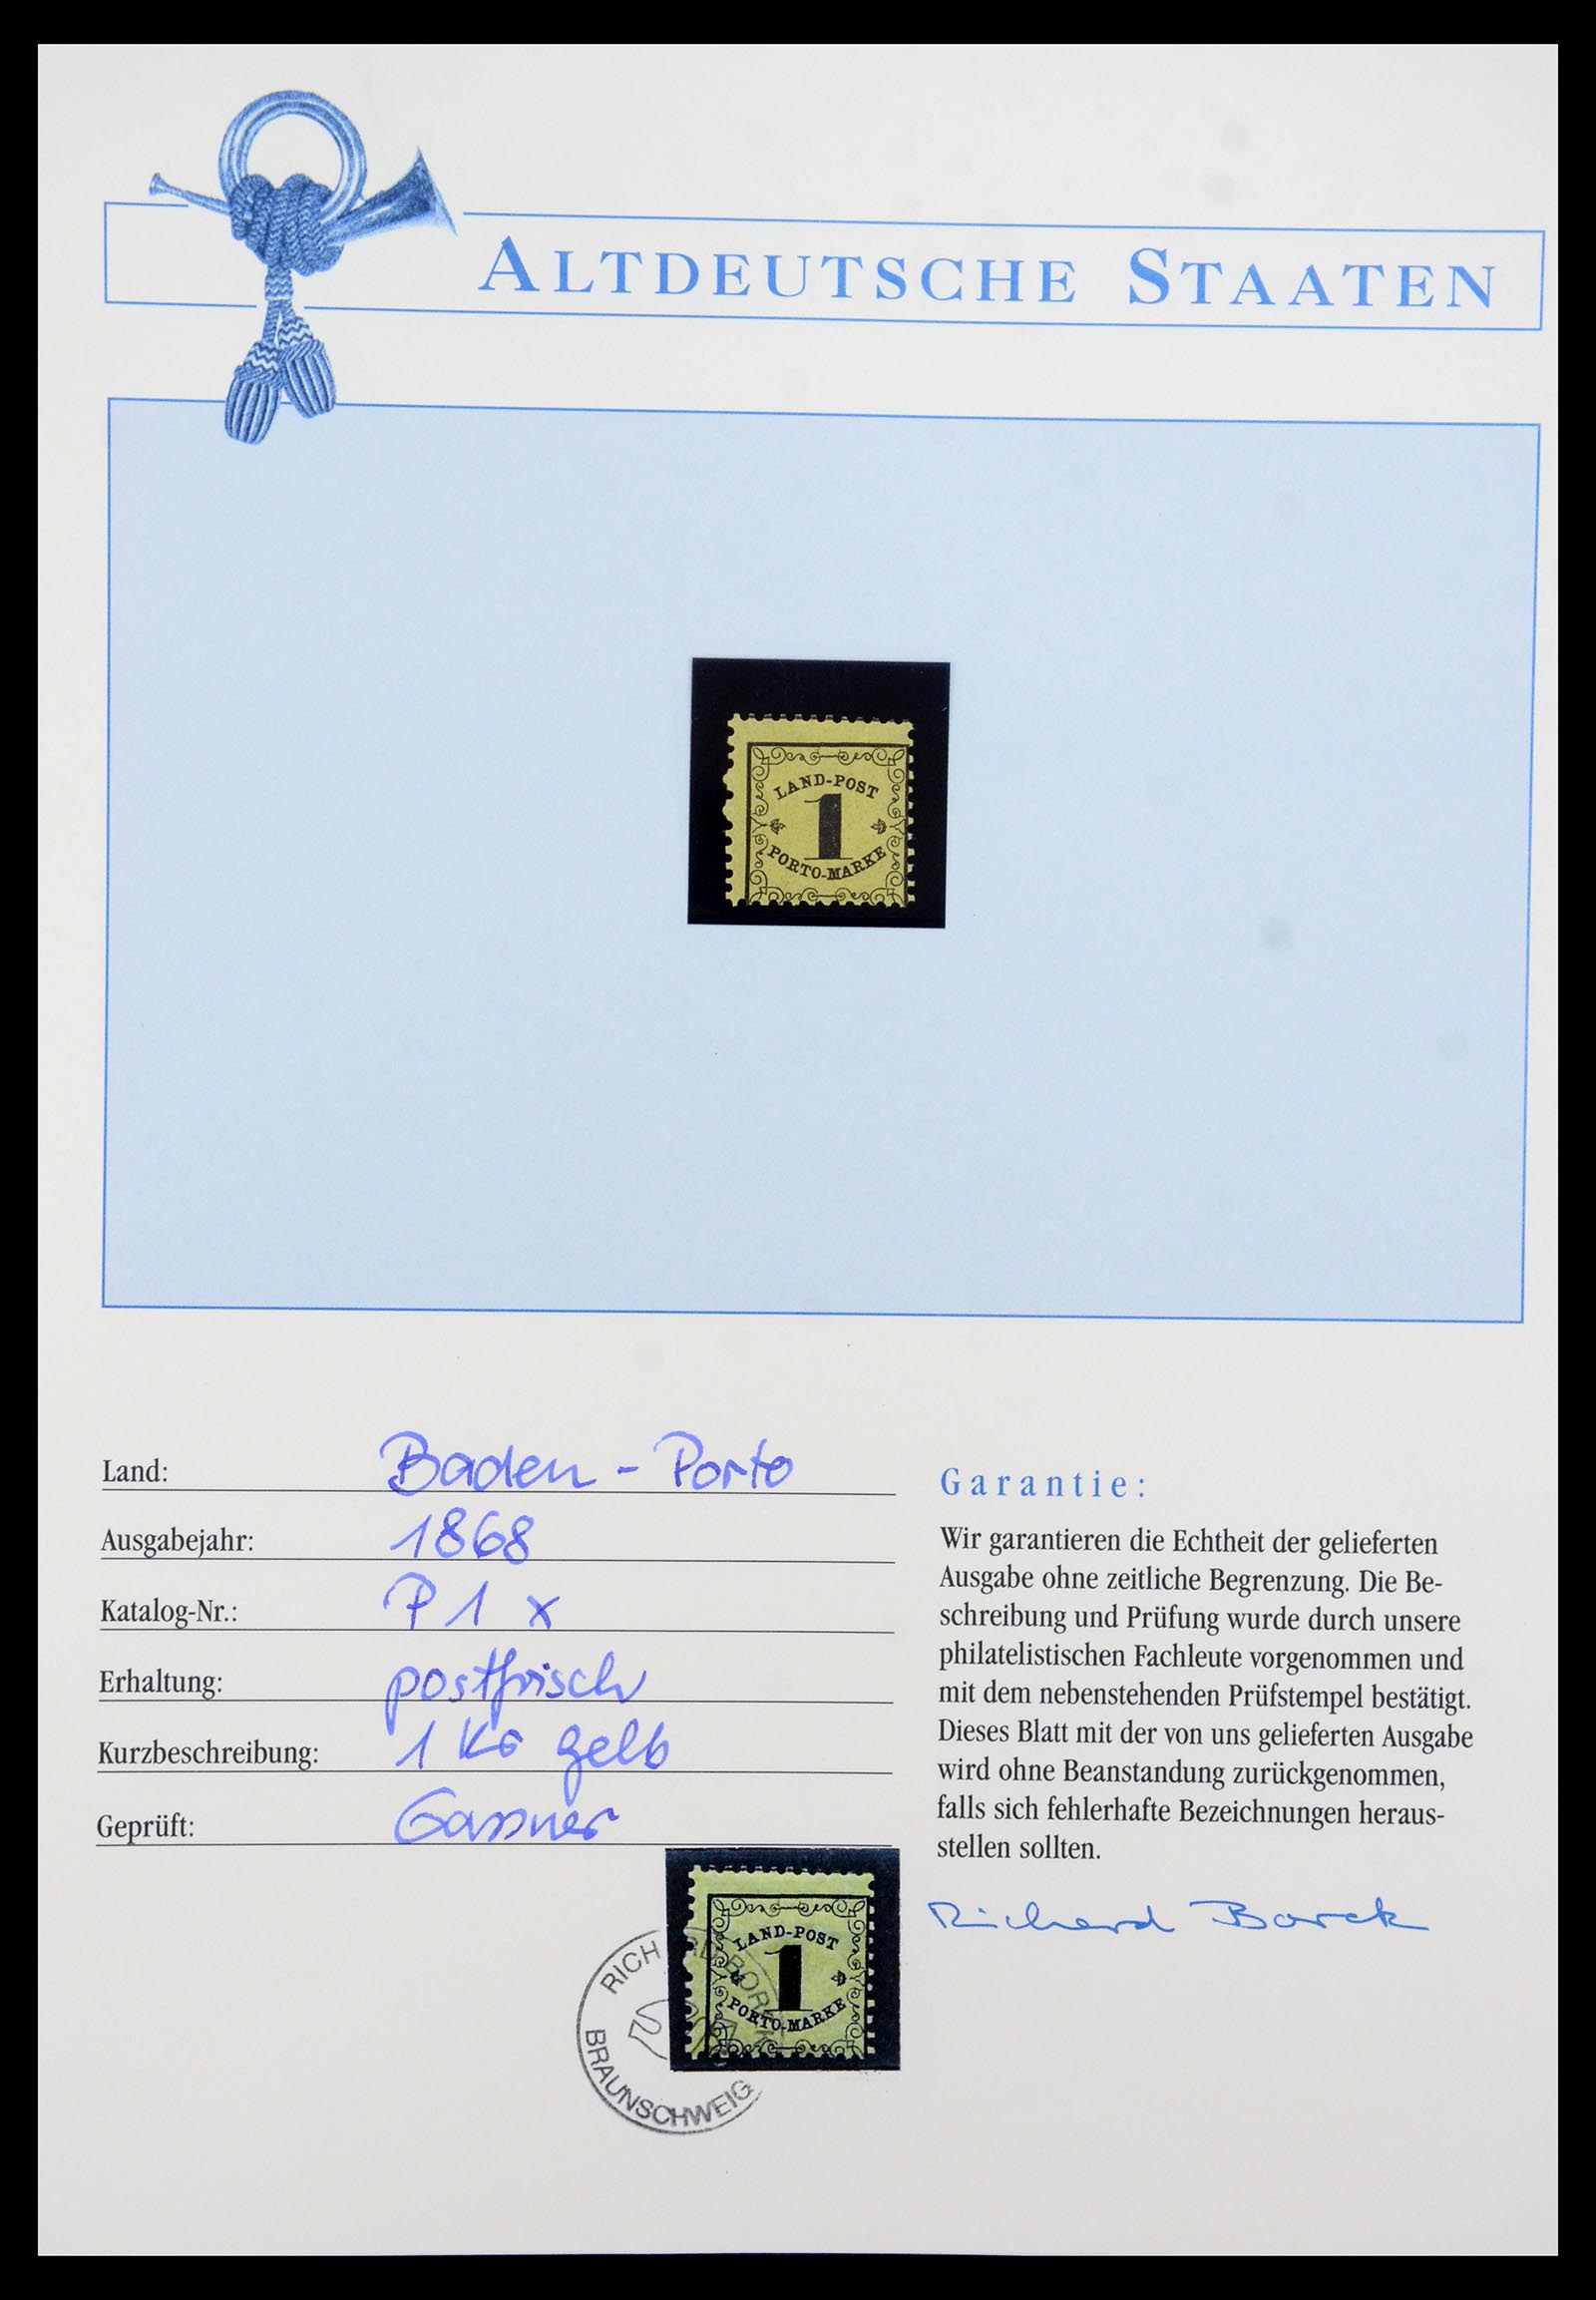 ALTDEUTSCHE STAATEN
LAND-POST
1
PORTO-MARKE
Land: Baden - Porto
Ausgabejahr: 1868
Katalog-Nr.: P 1 x
Erhaltung: postfrisch
Kurzbeschreibung: 1 Kr gelb
Geprüft: Gassner
Garantie:
Wir garantieren die Echtheit der gelieferten
Ausgabe ohne zeitliche Begrenzung. Die Be-
schreibung und Prüfung wurde durch unsere
philatelistischen Fachleute vorgenommen und
mit dem nebenstehenden Prüfstempel bestätigt.
Dieses Blatt mit der von uns gelieferten Ausgabe
wird ohne Beanstandung zurückgenommen,
falls sich fehlerhafte Bezeichnungen heraus-
stellen sollten.
Richard Borek
LAND-POST
1
PORTO-MARKE
RICHARD BOREK
BRAUNSCHWEIG